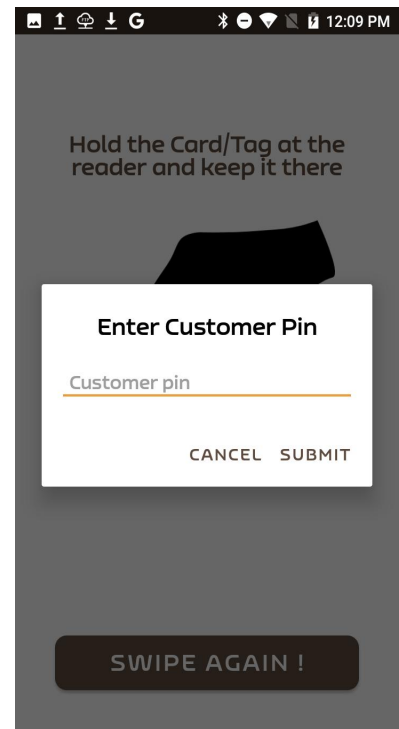 12:09 PM
Hold the Card/Tag at the
reader and keep it there
Enter Customer Pin
Customer pin
CANCEL SUBMIT
SWIPE AGAIN !